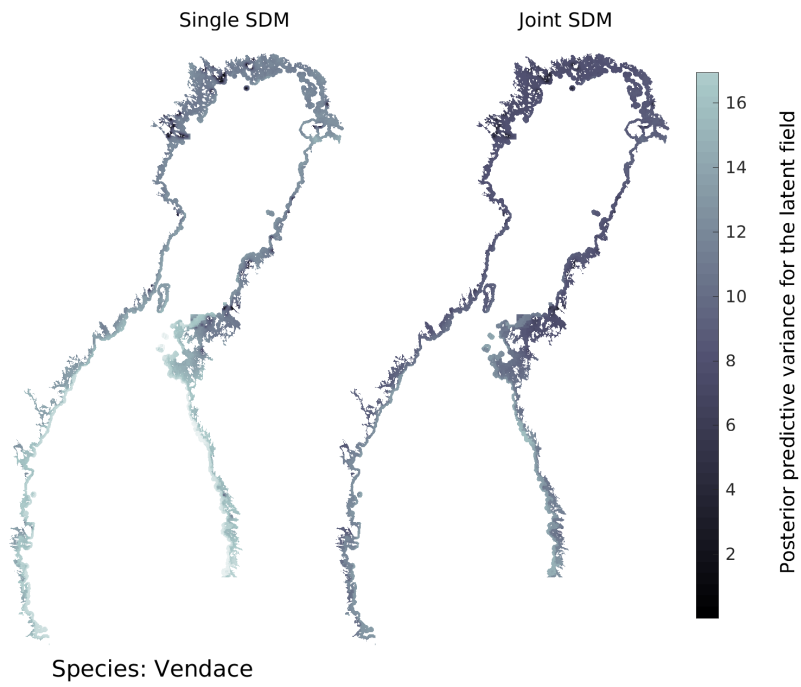 Single SDM
Joint SDM
16
14
12
10
8
6
4
2
Posterior predictive variance for the latent field
Species: Vendace